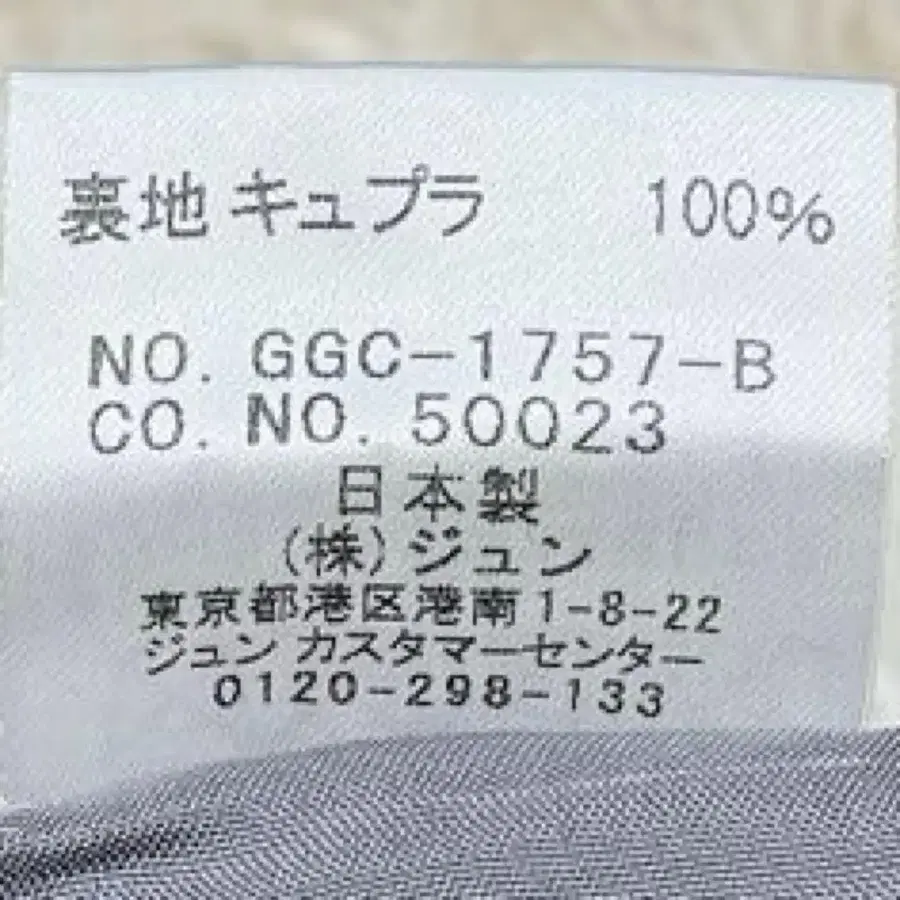 裏地 キュプラ 100%
NO. GGC-1757-B
CO. NO. 50023
日本製
(株)ジュン
東京都港区港南1-8-22
ジュン カスタマーセンター
0120-298-133